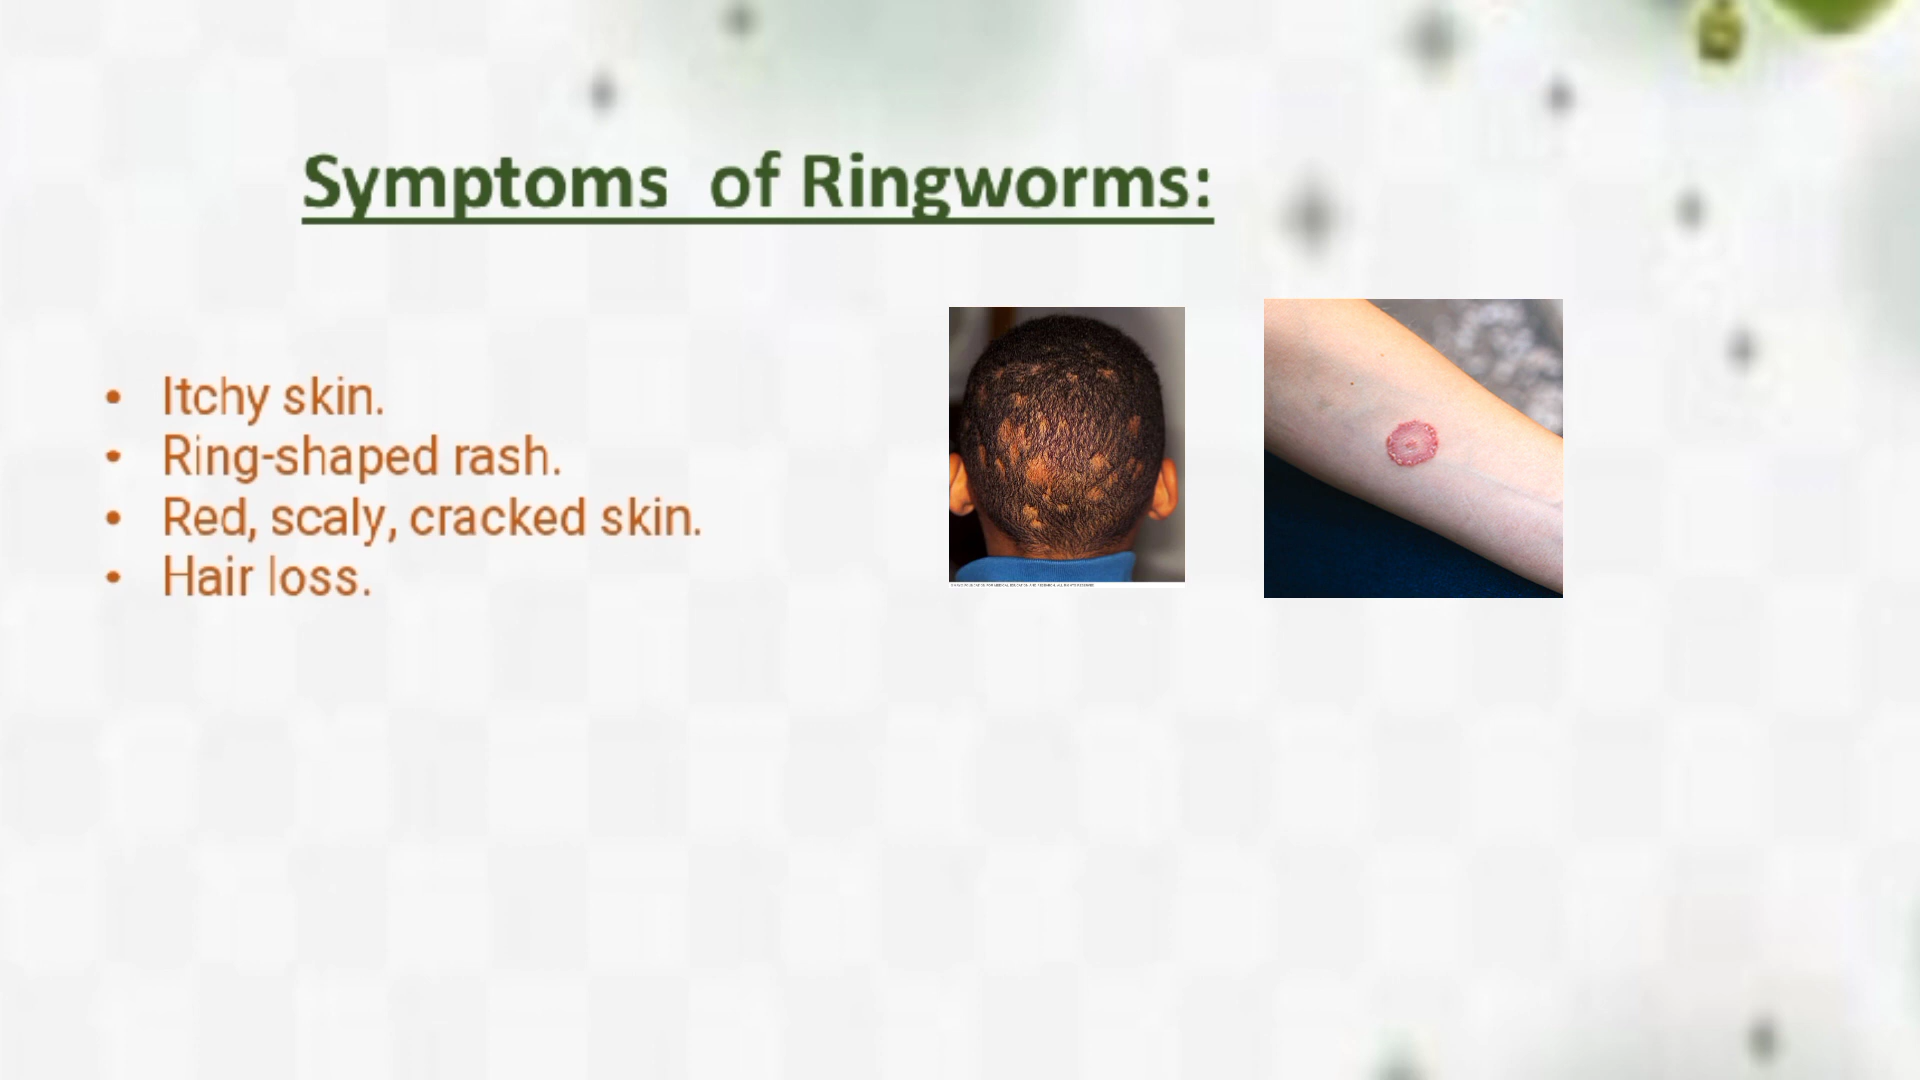 Symptoms  of Ringworms:
• Itchy skin.
• Ring-shaped rash.
• Red, scaly, cracked skin.
• Hair loss.